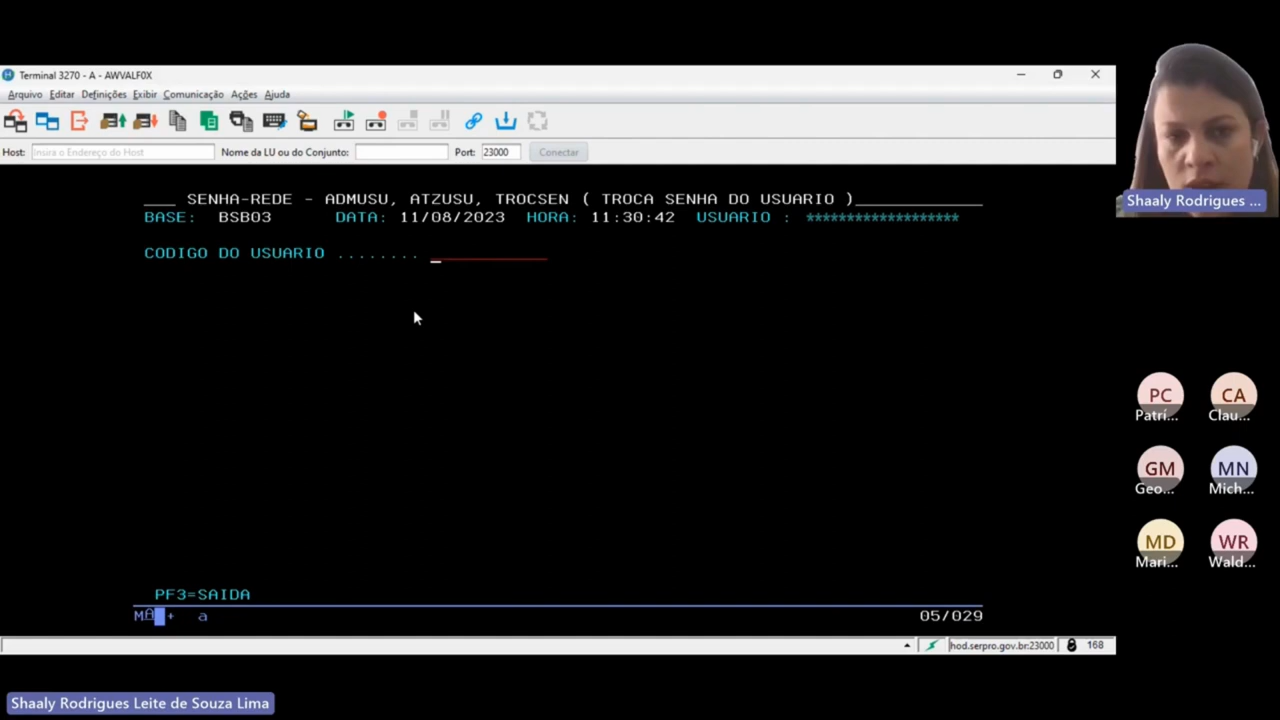 Terminal 3270 - A - AWVALF0X
Arquivo Editar Definições Exibir Comunicação Ações Ajuda
Host: Insira o Endereço do Host Nome da LU ou do Conjunto: Port: 23000 Conectar
___ SENHA-REDE - ADMUSU, ATZUSU, TROCSEN ( TROCA SENHA DO USUARIO )____________
BASE: BSB03 DATA: 11/08/2023 HORA: 11:30:42 USUARIO : *******************
CODIGO DO USUARIO ........
PF3=SAIDA
MA + a 05/029
hod.serpro.gov.br:23000 168
Shaaly Rodrigues ...
PC CA
Patrí... Clau...
GM MN
Geo... Mich...
MD WR
Mari... Wald...
Shaaly Rodrigues Leite de Souza Lima